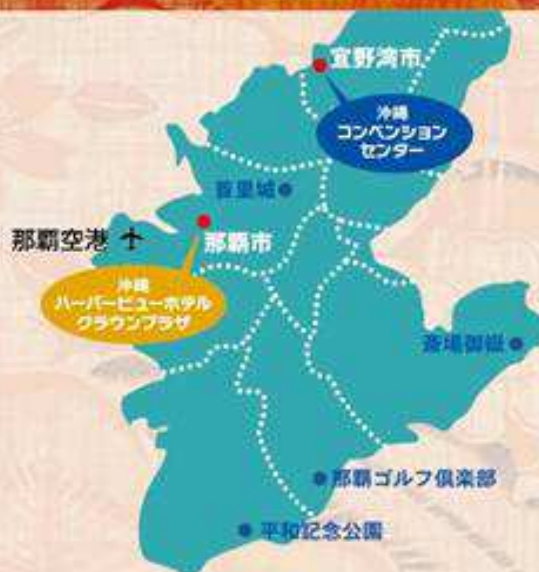 宜野湾市
沖縄
コンベンション
センター
首里城
那覇空港
那覇市
沖縄
ハーバービューホテル
クラウンプラザ
斎場御嶽
那覇ゴルフ倶楽部
平和記念公園